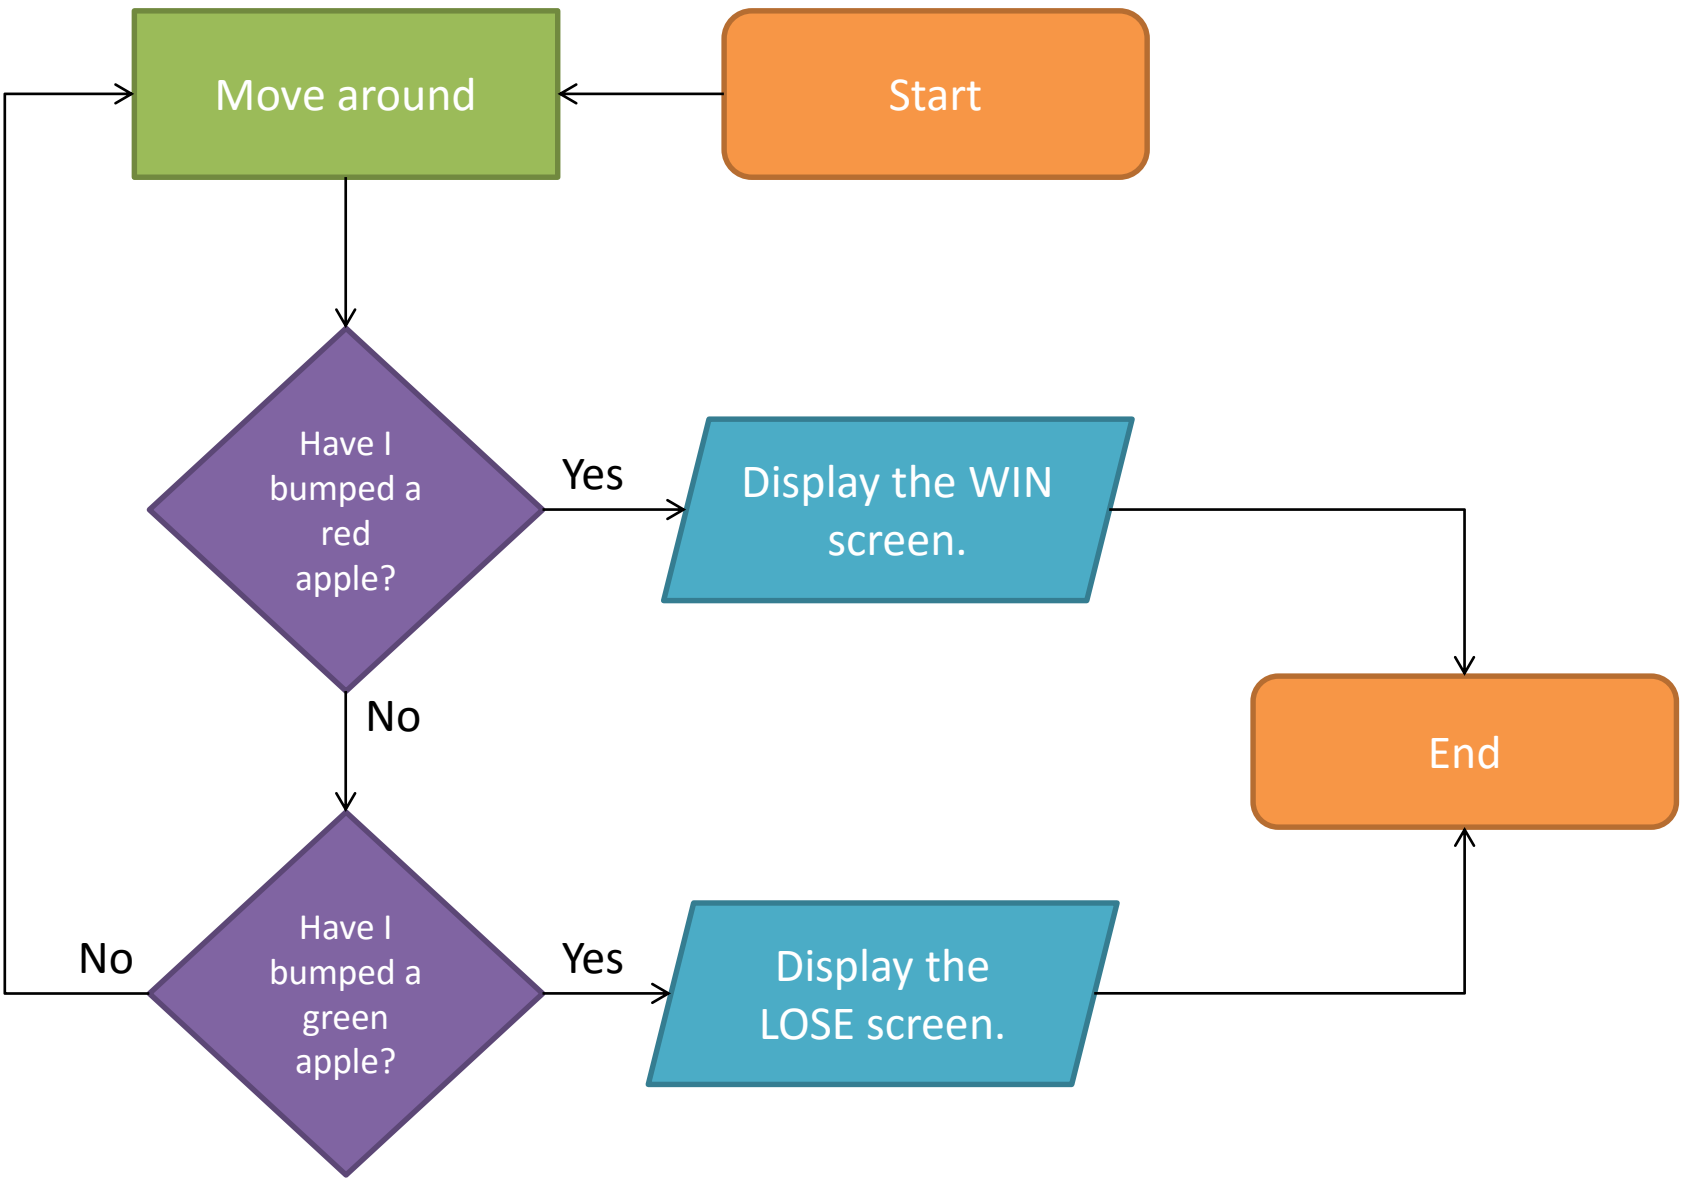 Move around
Start
Have I
bumped a
red
apple?
Yes
Display the WIN
screen.
No
End
Have I
bumped a
green
apple?
No
Yes
Display the
LOSE screen.